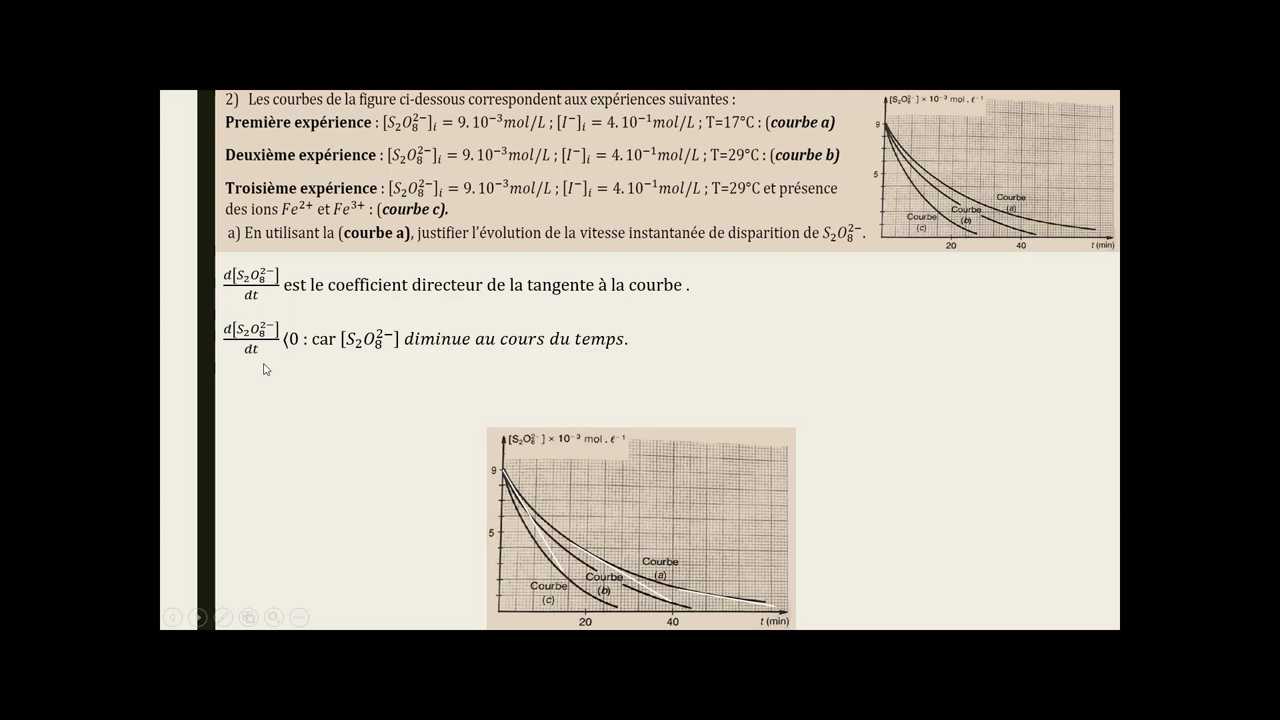 2) Les courbes de la figure ci-dessous correspondent aux expériences suivantes :
Première expérience : [S₂O₈²⁻]ᵢ = 9. 10⁻³mol/L ; [I⁻]ᵢ = 4. 10⁻¹mol/L ; T=17°C : (courbe a)
Deuxième expérience : [S₂O₈²⁻]ᵢ = 9. 10⁻³mol/L ; [I⁻]ᵢ = 4. 10⁻¹mol/L ; T=29°C : (courbe b)
Troisième expérience : [S₂O₈²⁻]ᵢ = 9. 10⁻³mol/L ; [I⁻]ᵢ = 4. 10⁻¹mol/L ; T=29°C et présence
des ions Fe²⁺ et Fe³⁺ : (courbe c).
a) En utilisant la (courbe a), justifier l'évolution de la vitesse instantanée de disparition de S₂O₈²⁻.
[S₂O₈²⁻] × 10⁻³ mol . ℓ⁻¹
9
5
Courbe
(a)
Courbe
(b)
Courbe
(c)
20 40 t (min)
d[S₂O₈²⁻]/dt est le coefficient directeur de la tangente à la courbe .
d[S₂O₈²⁻]/dt ⟨0 : car [S₂O₈²⁻] diminue au cours du temps.
[S₂O₈²⁻] × 10⁻³ mol . ℓ⁻¹
9
5
Courbe
(a)
Courbe
(b)
Courbe
(c)
20 40 t (min)